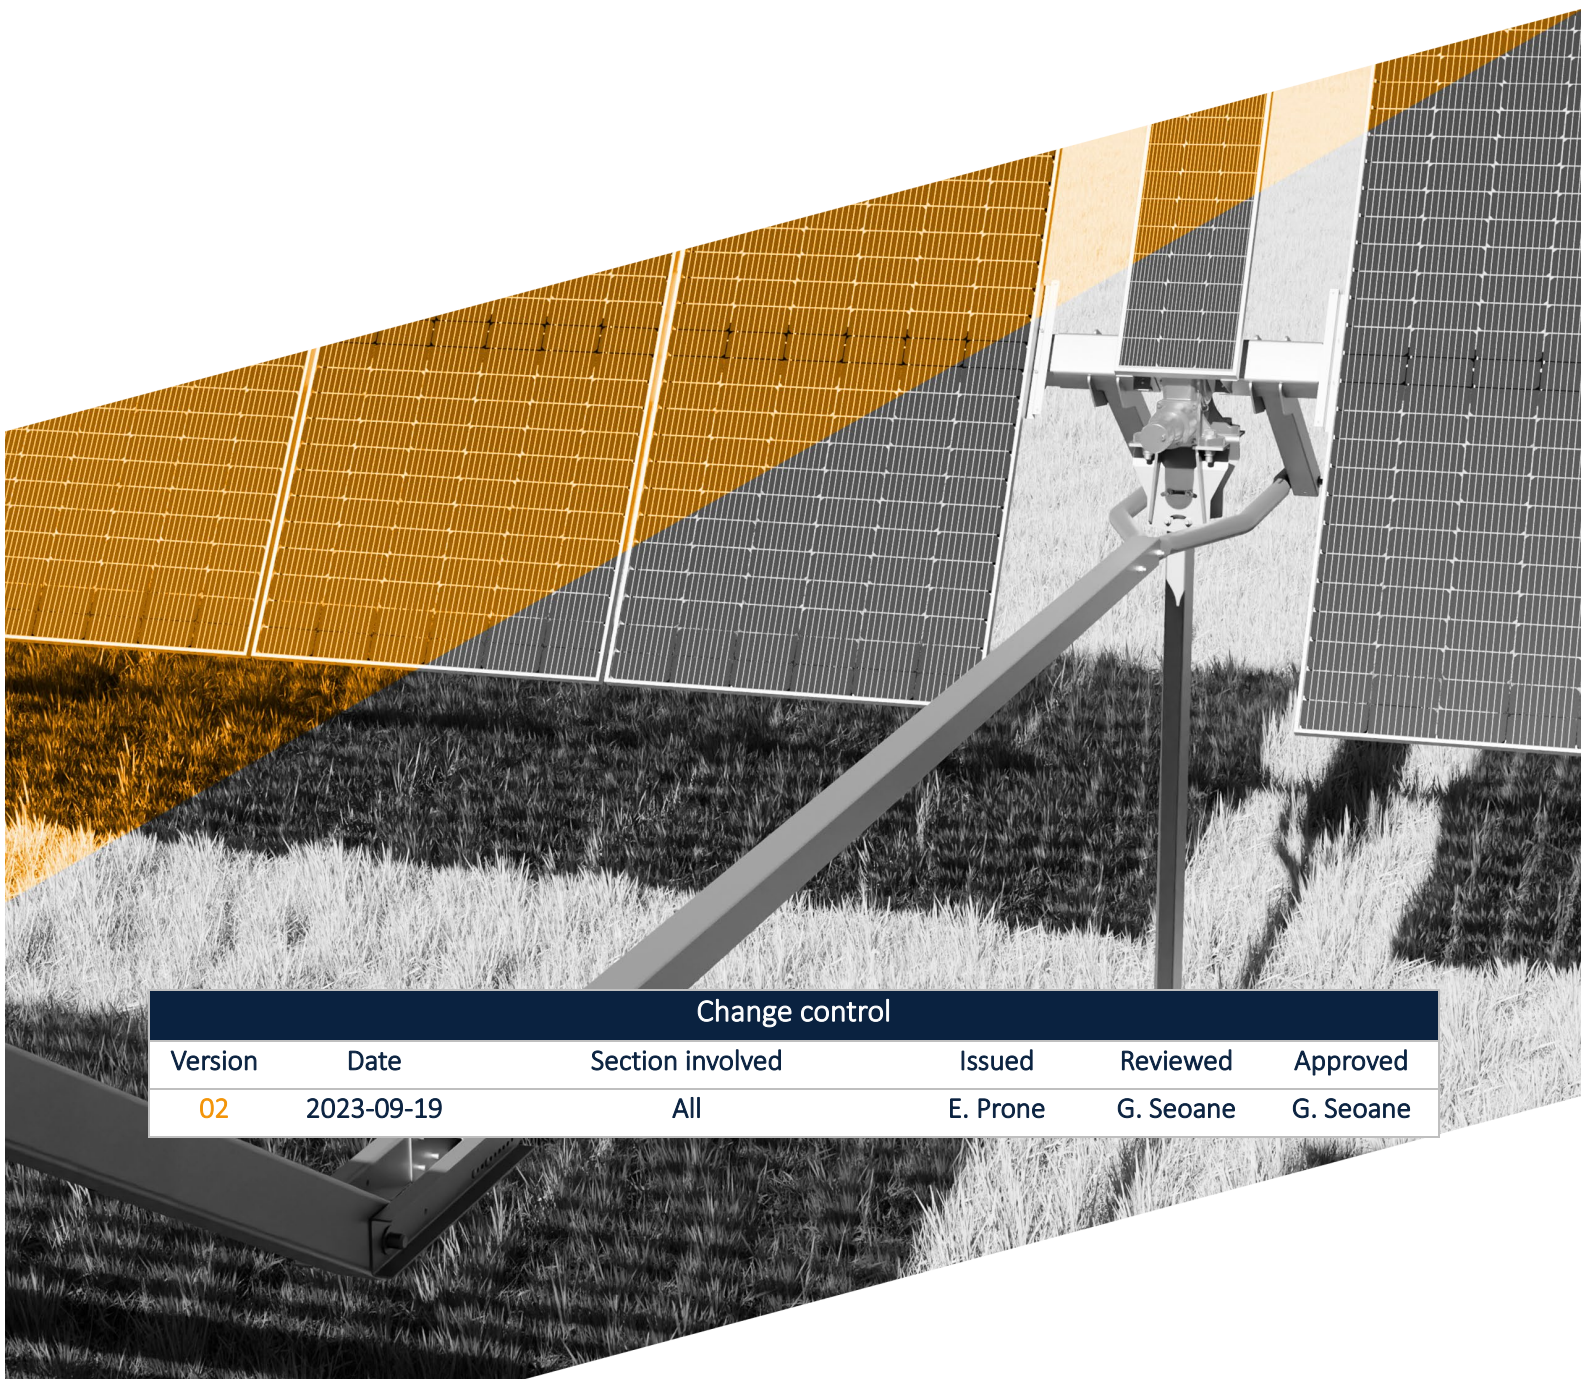 Change control
Version Date Section involved Issued Reviewed Approved
02 2023-09-19 All E. Prone G. Seoane G. Seoane